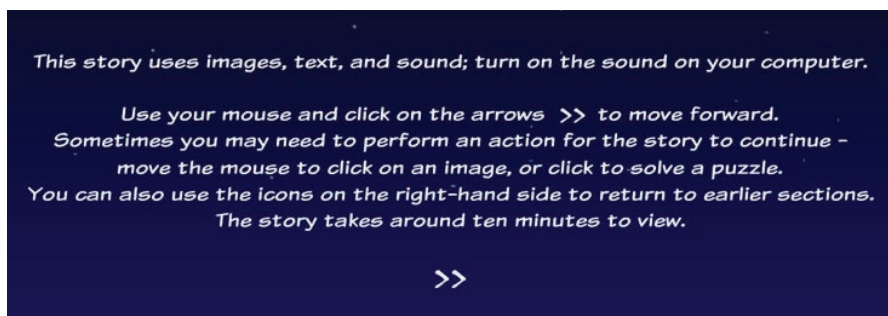 This story uses images, text, and sound; turn on the sound on your computer.
Use your mouse and click on the arrows >> to move forward.
Sometimes you may need to perform an action for the story to continue -
move the mouse to click on an image, or click to solve a puzzle.
You can also use the icons on the right-hand side to return to earlier sections.
The story takes around ten minutes to view.
>>